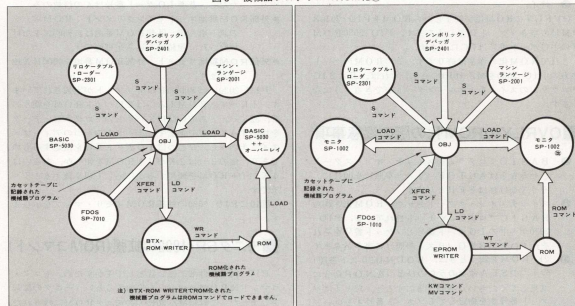 シンボリック・
デバッガ
SP-2401
リロケータブル・
ローダー
SP-2301
マシン・
ランゲージ
SP-2001
S
コマンド
S
コマンド
S
コマンド
BASIC
SP-5030
LOAD
OBJ
LOAD
BASIC
SP-5030
++
オーバーレイ
カセットテープに
記録された
機械語プログラム
XFER
コマンド
LD
コマンド
LOAD
FDOS
SP-7010
BTX-
ROM WRITER
WR
コマンド
ROM
ROM化された
機械語プログラム
注) BTX-ROM WRITERでROM化された
機械語プログラムはROMコマンドでロードできません。
シンボリック・
デバッガ
SP-2401
リロケータブル・
ローダ
SP-2301
マシン
ランゲージ
SP-2001
S
コマンド
S
コマンド
S
コマンド
モニタ
SP-1002
LOAD
コマンド
OBJ
LOAD
コマンド
モニタ
SP-1002
カセットテープに
記録された
機械語プログラム
XFER
コマンド
LD
コマンド
ROM
コマンド
FDOS
SP-1010
EPROM
WRITER
WT
コマンド
ROM
KWコマンド
MVコマンド